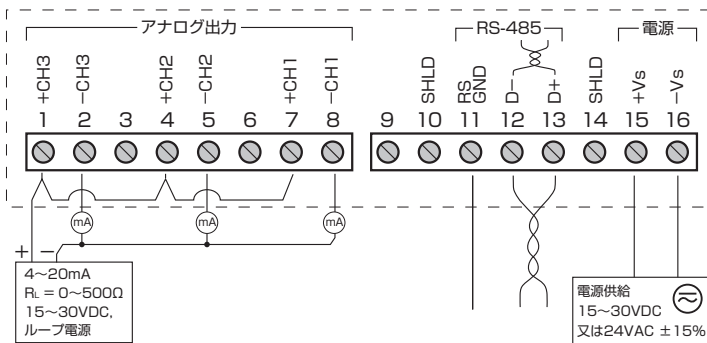 アナログ出力
RS-485
電源
+CH3
−CH3
+CH2
−CH2
+CH1
−CH1
SHLD
RS
GND
D−
D+
SHLD
+Vs
−Vs
1 2 3 4 5 6 7 8 9 10 11 12 13 14 15 16
mA
mA
mA
+ −
4〜20mA
RL = 0〜500Ω
15〜30VDC,
ループ電源
電源供給
15〜30VDC
又は24VAC ±15%